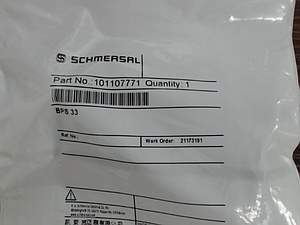 SCHMERSAL
Part No.: 101107771 Quantity: 1
BPS 33
Ref No.:
Work Order: 21173191